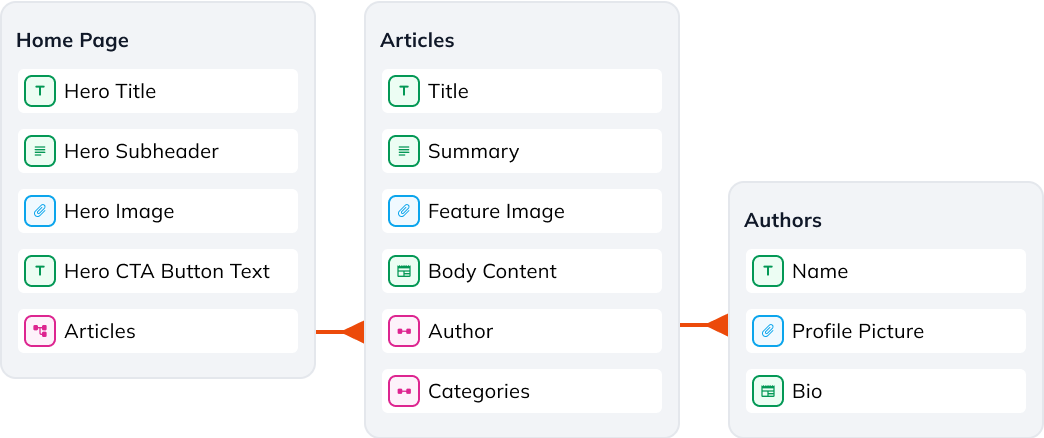 Home Page
Hero Title
Hero Subheader
Hero Image
Hero CTA Button Text
Articles
Articles
Title
Summary
Feature Image
Body Content
Author
Categories
Authors
Name
Profile Picture
Bio